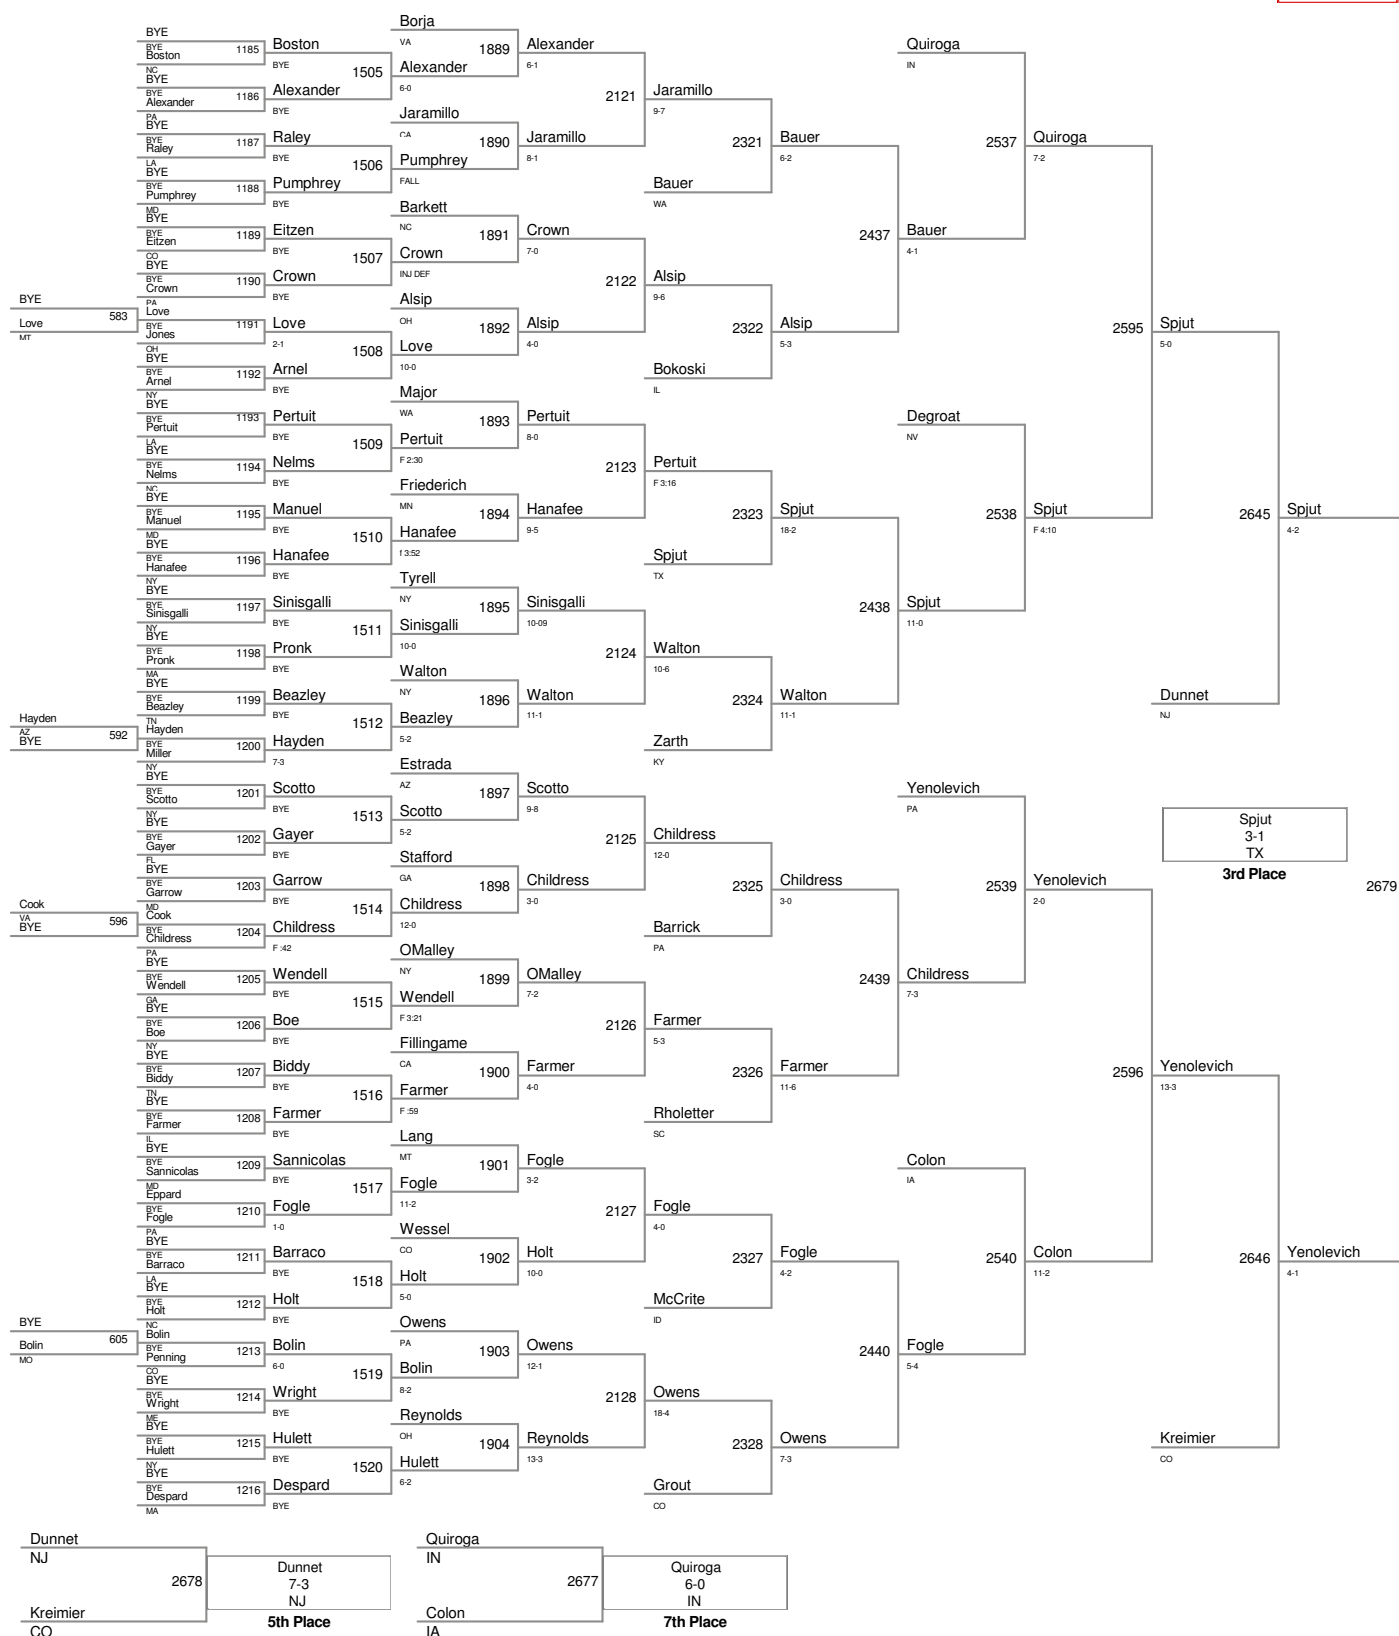 BYE
Love
MT
583
Hayden
AZ
BYE
592
Cook
VA
BYE
596
BYE
Bolin
MO
605
BYE
BYE
Boston
1185
NC
BYE
BYE
Alexander
1186
PA
BYE
BYE
Raley
1187
LA
BYE
BYE
Pumphrey
1188
MD
BYE
BYE
Eitzen
1189
CO
BYE
BYE
Crown
1190
PA
Love
BYE
Jones
1191
OH
BYE
BYE
Arnel
1192
NY
BYE
BYE
Pertuit
1193
LA
BYE
BYE
Nelms
1194
NC
BYE
BYE
Manuel
1195
MD
BYE
BYE
Hanafee
1196
NY
BYE
BYE
Sinisgalli
1197
NY
BYE
BYE
Pronk
1198
MA
BYE
BYE
Beazley
1199
TN
Hayden
BYE
Miller
1200
NY
BYE
BYE
Scotto
1201
NY
BYE
BYE
Gayer
1202
FL
BYE
BYE
Garrow
1203
MD
Cook
BYE
Childress
1204
PA
BYE
BYE
Wendell
1205
GA
BYE
BYE
Boe
1206
NY
BYE
BYE
Biddy
1207
TN
BYE
BYE
Farmer
1208
IL
BYE
BYE
Sannicolas
1209
MD
Eppard
BYE
Fogle
1210
PA
BYE
BYE
Barraco
1211
LA
BYE
BYE
Holt
1212
NC
Bolin
BYE
Penning
1213
CO
BYE
BYE
Wright
1214
ME
BYE
BYE
Hulett
1215
NY
BYE
BYE
Despard
1216
MA
Boston
BYE
1505
Alexander
BYE
Raley
BYE
1506
Pumphrey
BYE
Eitzen
BYE
1507
Crown
BYE
Love
2-1
1508
Arnel
BYE
Pertuit
BYE
1509
Nelms
BYE
Manuel
BYE
1510
Hanafee
BYE
Sinisgalli
BYE
1511
Pronk
BYE
Beazley
BYE
1512
Hayden
7-3
Scotto
BYE
1513
Gayer
BYE
Garrow
BYE
1514
Childress
F :42
Wendell
BYE
1515
Boe
BYE
Biddy
BYE
1516
Farmer
BYE
Sannicolas
BYE
1517
Fogle
1-0
Barraco
BYE
1518
Holt
BYE
Bolin
6-0
1519
Wright
BYE
Hulett
BYE
1520
Despard
BYE
Borja
VA
1889
Alexander
6-0
Jaramillo
CA
1890
Pumphrey
FALL
Barkett
NC
1891
Crown
INJ DEF
Alsip
OH
1892
Love
10-0
Major
WA
1893
Pertuit
F 2:30
Friederich
MN
1894
Hanafee
f 3:52
Tyrell
NY
1895
Sinisgalli
10-0
Walton
NY
1896
Beazley
5-2
Estrada
AZ
1897
Scotto
5-2
Stafford
GA
1898
Childress
12-0
OMalley
NY
1899
Wendell
F 3:21
Fillingame
CA
1900
Farmer
F :59
Lang
MT
1901
Fogle
11-2
Wessel
CO
1902
Holt
5-0
Owens
PA
1903
Bolin
8-2
Reynolds
OH
1904
Hulett
6-2
Alexander
6-1
2121
Jaramillo
8-1
Crown
7-0
2122
Alsip
4-0
Pertuit
8-0
2123
Hanafee
9-5
Sinisgalli
10-09
2124
Walton
11-1
Scotto
9-8
2125
Childress
3-0
OMalley
7-2
2126
Farmer
4-0
Fogle
3-2
2127
Holt
10-0
Owens
12-1
2128
Reynolds
13-3
Jaramillo
9-7
2321
Bauer
WA
Alsip
9-6
2322
Bokoski
IL
Pertuit
F 3:16
2323
Spjut
TX
Walton
10-6
2324
Zarth
KY
Childress
12-0
2325
Barrick
PA
Farmer
5-3
2326
Rholetter
SC
Fogle
4-0
2327
McCrite
ID
Owens
18-4
2328
Grout
CO
Bauer
6-2
2437
Alsip
5-3
Spjut
18-2
2438
Walton
11-1
Childress
3-0
2439
Farmer
11-6
Fogle
4-2
2440
Owens
7-3
Quiroga
IN
2537
Bauer
4-1
Degroat
NV
2538
Spjut
11-0
Yenolevich
PA
2539
Childress
7-3
Colon
IA
2540
Fogle
5-4
Quiroga
7-2
2595
Spjut
F 4:10
Yenolevich
2-0
2596
Colon
11-2
Spjut
5-0
2645
Dunnet
NJ
Yenolevich
13-3
2646
Kreimier
CO
Spjut
4-2
2679
Yenolevich
4-1
Spjut
3-1
TX
3rd Place
Dunnet
NJ
2678
Kreimier
CO
Dunnet
7-3
NJ
5th Place
Quiroga
IN
2677
Colon
IA
Quiroga
6-0
IN
7th Place